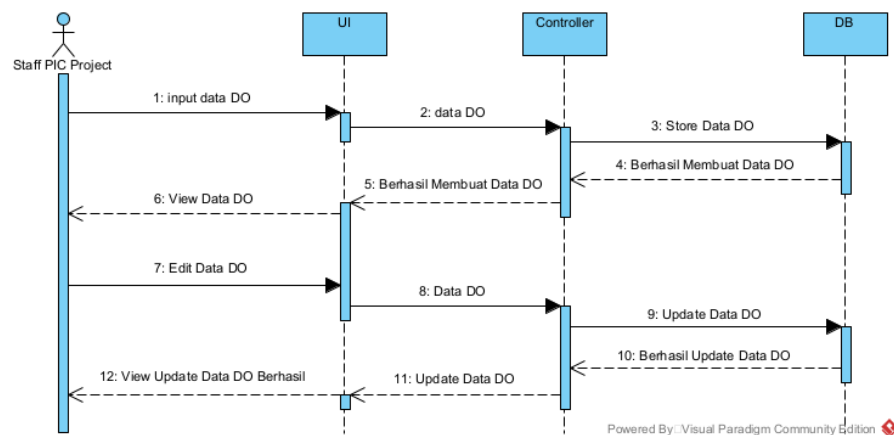 UI
Controller
DB
Staff PIC Project
1: input data DO
2: data DO
3: Store Data DO
4: Berhasil Membuat Data DO
5: Berhasil Membuat Data DO
6: View Data DO
7: Edit Data DO
8: Data DO
9: Update Data DO
10: Berhasil Update Data DO
11: Update Data DO
12: View Update Data DO Berhasil
Powered By Visual Paradigm Community Edition